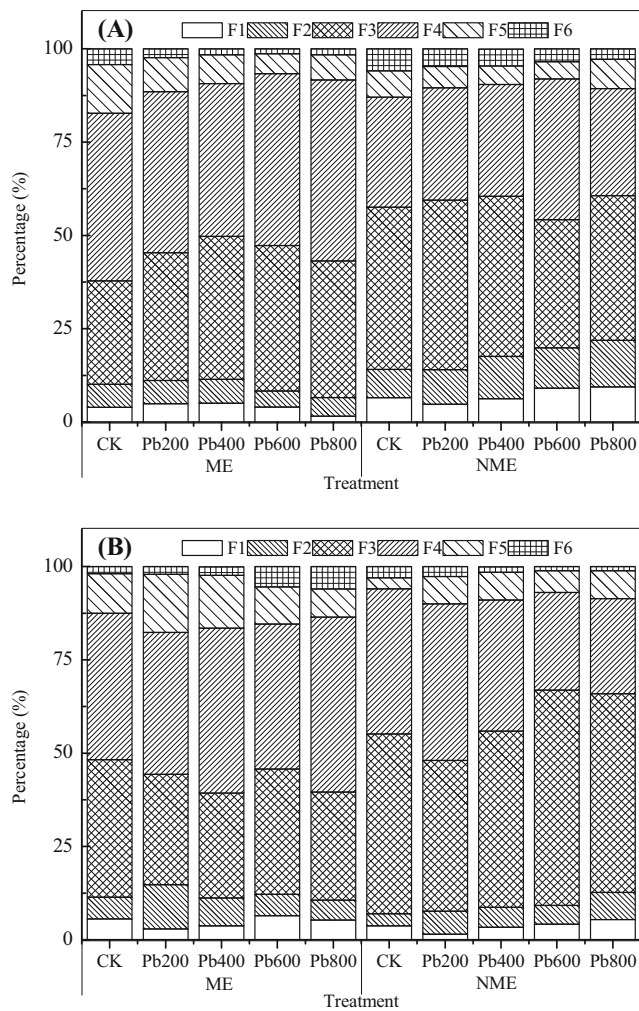 (A) F1 F2 F3 F4 F5 F6
100
75
50
25
0
Percentage (%)
CK Pb200 Pb400 Pb600 Pb800 CK Pb200 Pb400 Pb600 Pb800
ME NME
Treatment
(B) F1 F2 F3 F4 F5 F6
100
75
50
25
0
Percentage (%)
CK Pb200 Pb400 Pb600 Pb800 CK Pb200 Pb400 Pb600 Pb800
ME NME
Treatment